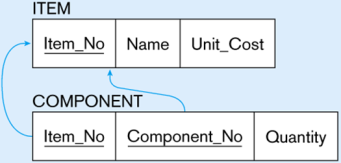 ITEM
Item_No Name Unit_Cost
COMPONENT
Item_No Component_No Quantity